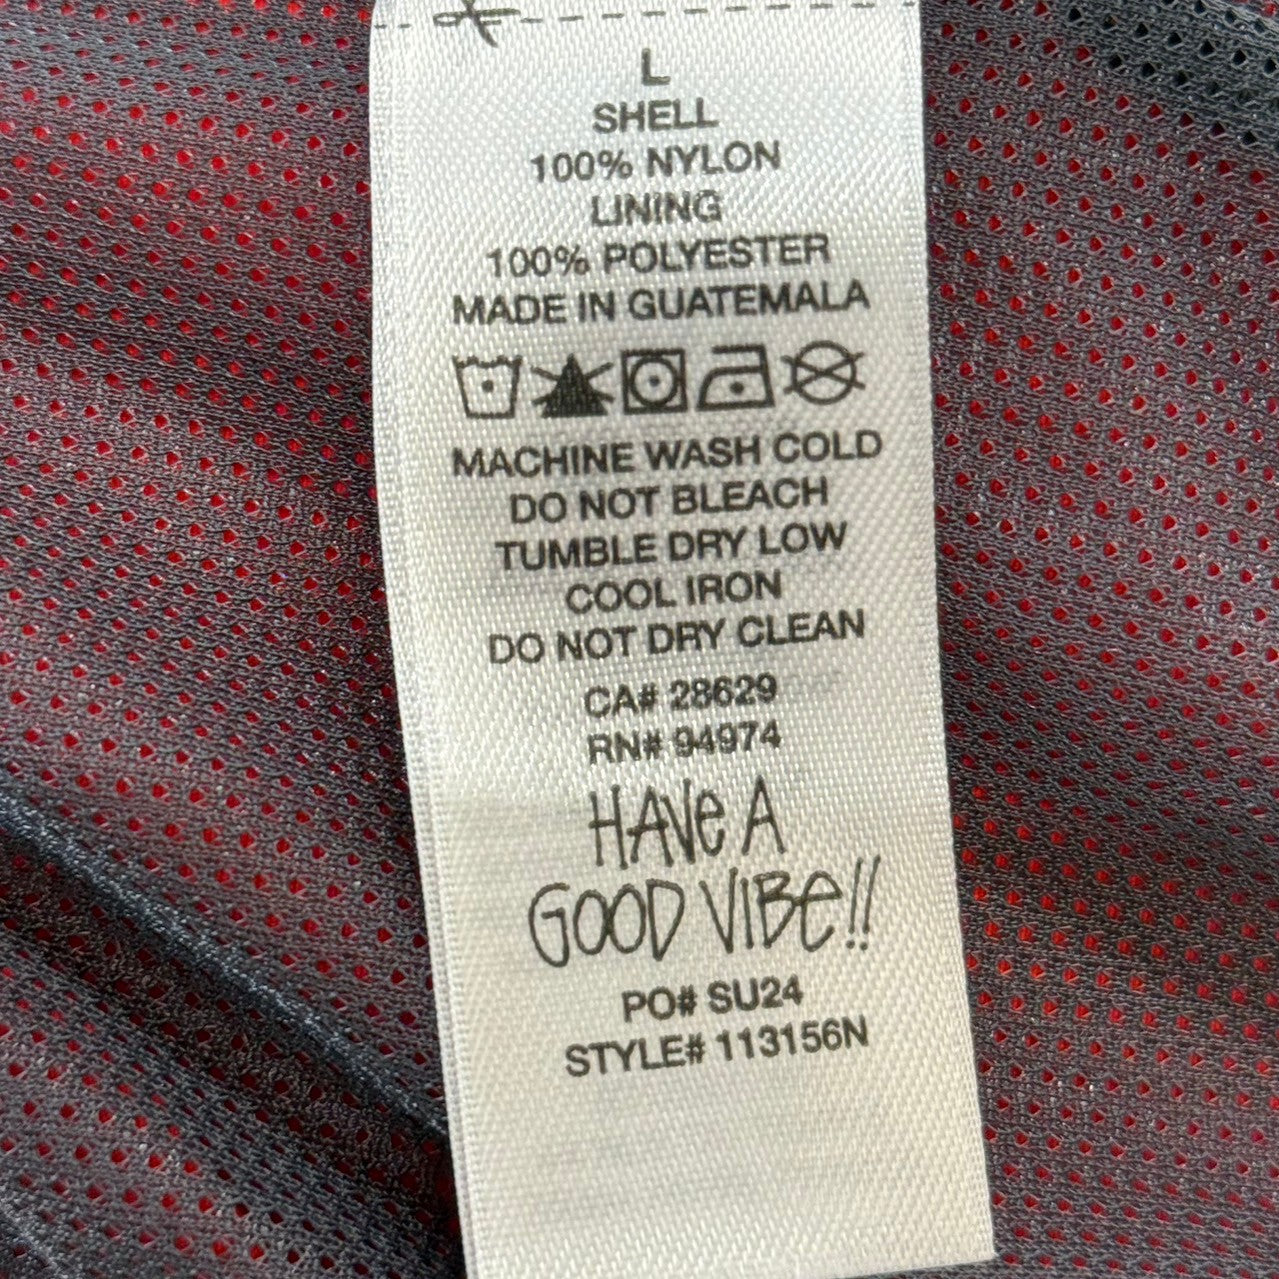 L
SHELL
100% NYLON
LINING
100% POLYESTER
MADE IN GUATEMALA
MACHINE WASH COLD
DO NOT BLEACH
TUMBLE DRY LOW
COOL IRON
DO NOT DRY CLEAN
CA# 28629
RN# 94974
HAVe A
GOOD VIBe!!
PO# SU24
STYLE# 113156N